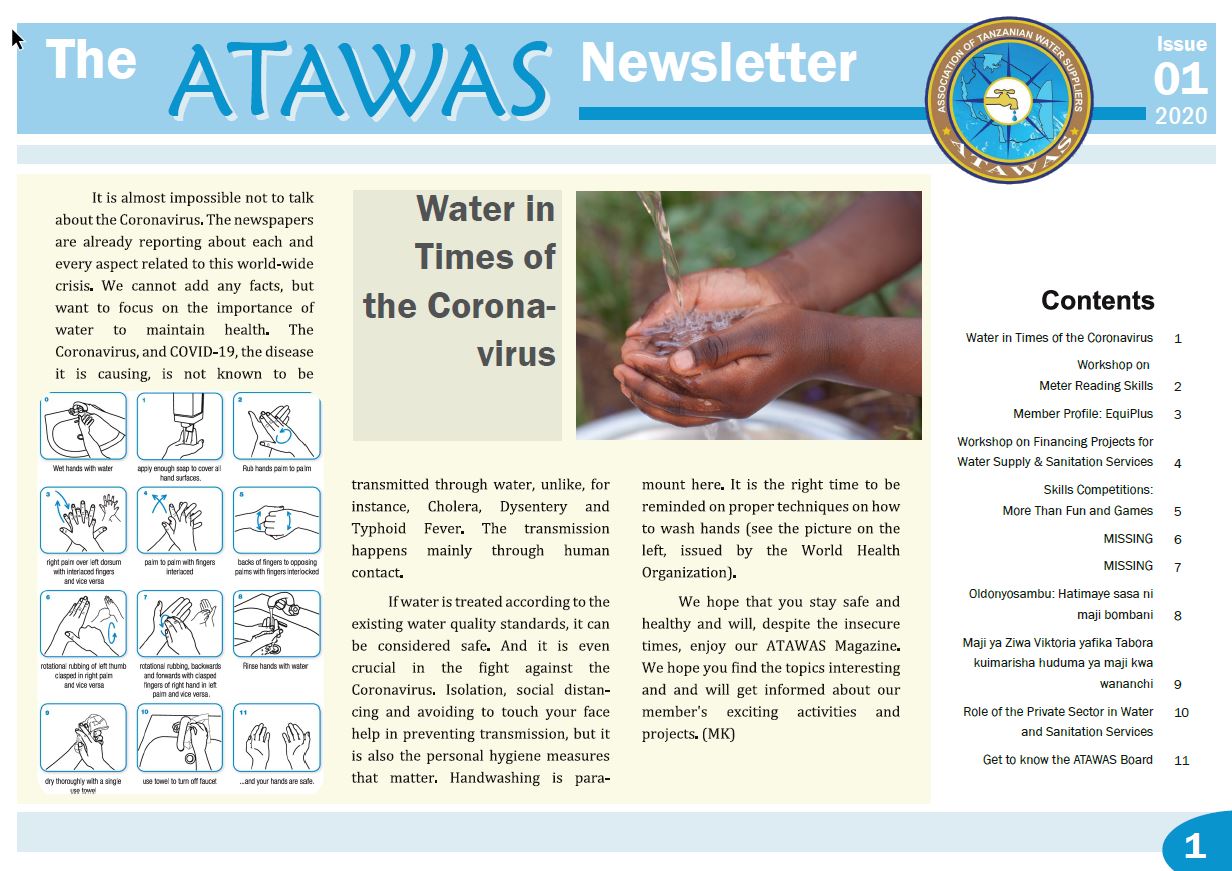 The ATAWAS Newsletter
ASSOCIATION OF TANZANIAN WATER SUPPLIERS
ATAWAS
Issue
01
2020
It is almost impossible not to talk
about the Coronavirus. The newspapers
are already reporting about each and
every aspect related to this world-wide
crisis. We cannot add any facts, but
want to focus on the importance of
water to maintain health. The
Coronavirus, and COVID-19, the disease
it is causing, is not known to be
0
Wet hands with water
1
apply enough soap to cover all
hand surfaces.
2
Rub hands palm to palm
3
right palm over left dorsum
with interlaced fingers
and vice versa
4
palm to palm with fingers
interlaced
5
backs of fingers to opposing
palms with fingers interlocked
6
rotational rubbing of left thumb
clasped in right palm
and vice versa
7
rotational rubbing, backwards
and forwards with clasped
fingers of right hand in left
palm and vice versa.
8
Rinse hands with water
9
dry thoroughly with a single
use towel
10
use towel to turn off faucet
11
...and your hands are safe.
Water in
Times of
the Corona-
virus
transmitted through water, unlike, for
instance, Cholera, Dysentery and
Typhoid Fever. The transmission
happens mainly through human
contact.
If water is treated according to the
existing water quality standards, it can
be considered safe. And it is even
crucial in the fight against the
Coronavirus. Isolation, social distan-
cing and avoiding to touch your face
help in preventing transmission, but it
is also the personal hygiene measures
that matter. Handwashing is para-
mount here. It is the right time to be
reminded on proper techniques on how
to wash hands (see the picture on the
left, issued by the World Health
Organization).
We hope that you stay safe and
healthy and will, despite the insecure
times, enjoy our ATAWAS Magazine.
We hope you find the topics interesting
and and will get informed about our
member's exciting activities and
projects. (MK)
Contents
Water in Times of the Coronavirus 1
Workshop on
Meter Reading Skills 2
Member Profile: EquiPlus 3
Workshop on Financing Projects for
Water Supply & Sanitation Services 4
Skills Competitions:
More Than Fun and Games 5
MISSING 6
MISSING 7
Oldonyosambu: Hatimaye sasa ni
maji bombani 8
Maji ya Ziwa Viktoria yafika Tabora
kuimarisha huduma ya maji kwa
wananchi 9
Role of the Private Sector in Water 10
and Sanitation Services
Get to know the ATAWAS Board 11
1